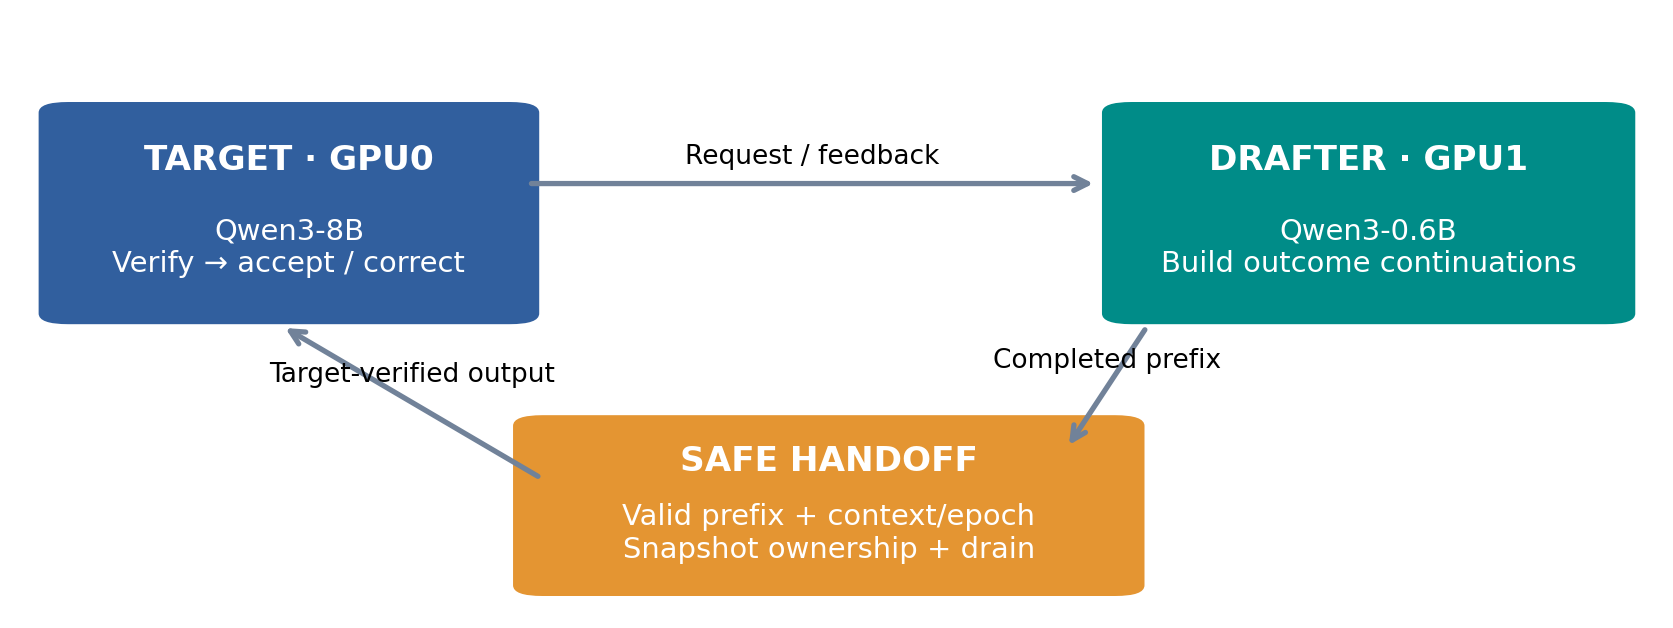 TARGET · GPU0
Qwen3-8B
Verify → accept / correct
Request / feedback
DRAFTER · GPU1
Qwen3-0.6B
Build outcome continuations
Target-verified output
Completed prefix
SAFE HANDOFF
Valid prefix + context/epoch
Snapshot ownership + drain